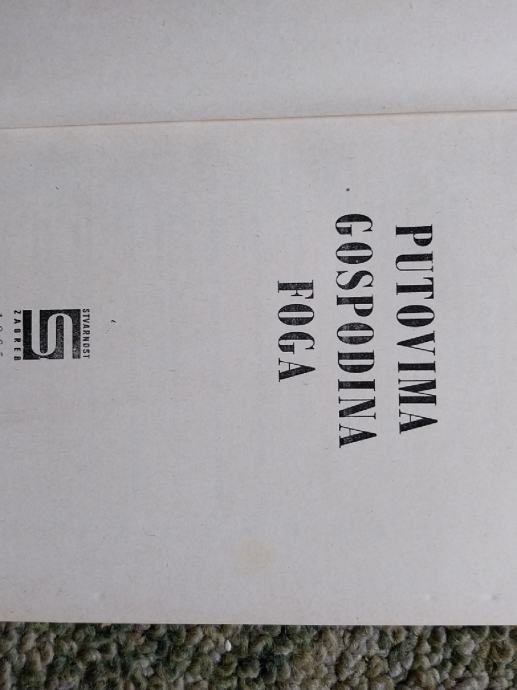 PUTOVIMA
GOSPODINA
FOGA
STVARNOST
ZAGREB